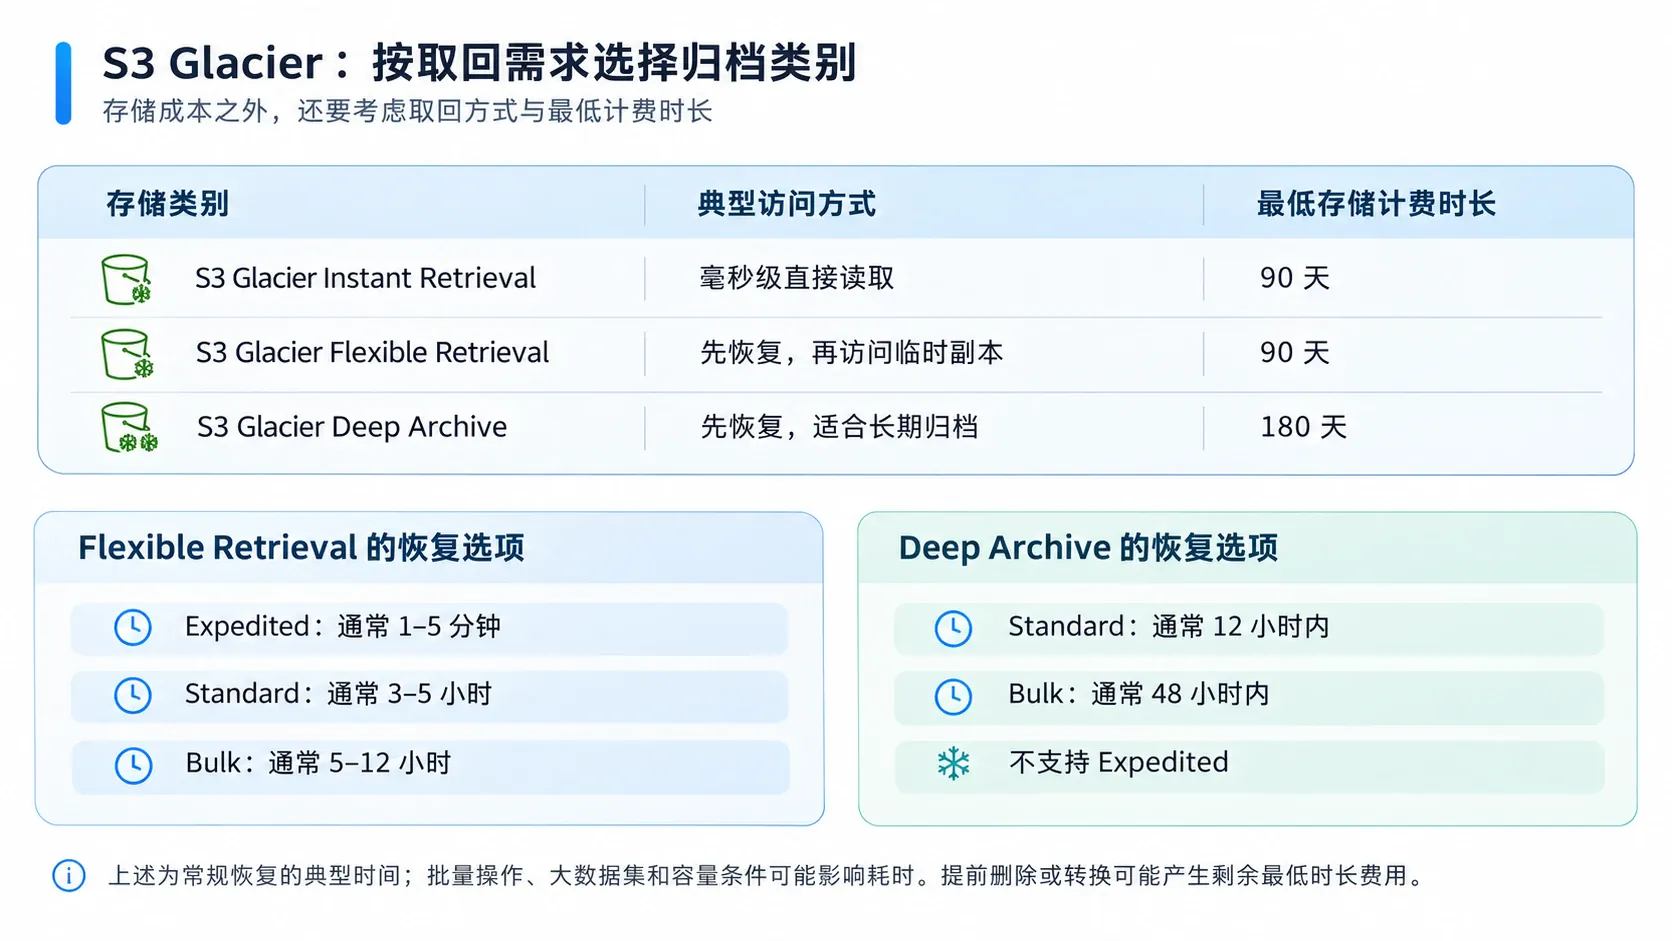 S3 Glacier：按取回需求选择归档类别
存储成本之外，还要考虑取回方式与最低计费时长
存储类别 典型访问方式 最低存储计费时长
S3 Glacier Instant Retrieval 毫秒级直接读取 90 天
S3 Glacier Flexible Retrieval 先恢复，再访问临时副本 90 天
S3 Glacier Deep Archive 先恢复，适合长期归档 180 天
Flexible Retrieval 的恢复选项
Expedited：通常 1–5 分钟
Standard：通常 3–5 小时
Bulk：通常 5–12 小时
Deep Archive 的恢复选项
Standard：通常 12 小时内
Bulk：通常 48 小时内
不支持 Expedited
上述为常规恢复的典型时间；批量操作、大数据集和容量条件可能影响耗时。提前删除或转换可能产生剩余最低时长费用。